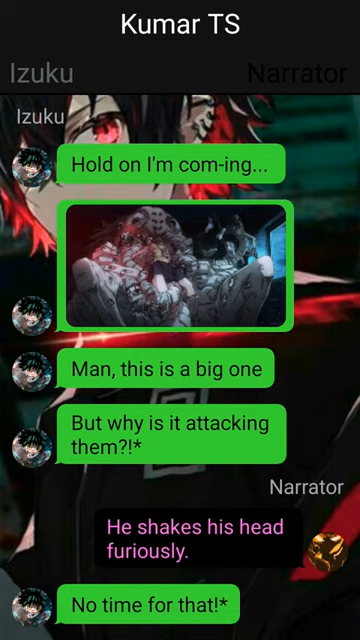 Kumar TS
Izuku
Narrator
Izuku
Hold on I'm com-ing...
Man, this is a big one
But why is it attacking
them?!*
Narrator
He shakes his head
furiously.
No time for that!*